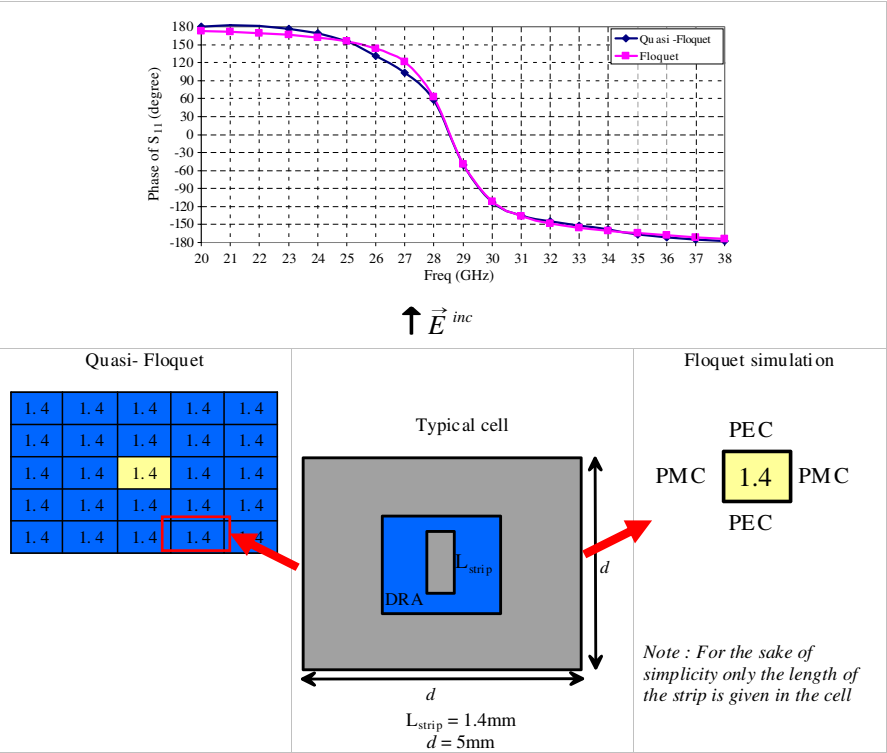 180
150
120
90
60
30
0
-30
-60
-90
-120
-150
-180
Phase of S11 (degree)
Quasi -Floquet
Floquet
20 21 22 23 24 25 26 27 28 29 30 31 32 33 34 35 36 37 38
Freq (GHz)
E inc
Quasi- Floquet
1.4 1.4 1.4 1.4 1.4
1.4 1.4 1.4 1.4 1.4
1.4 1.4 1.4 1.4 1.4
1.4 1.4 1.4 1.4 1.4
1.4 1.4 1.4 1.4 1.4
Typical cell
Lstrip
DRA
d
d
Lstrip = 1.4mm
d = 5mm
Floquet simulation
PEC
PMC 1.4 PMC
PEC
Note : For the sake of
simplicity only the length of
the strip is given in the cell